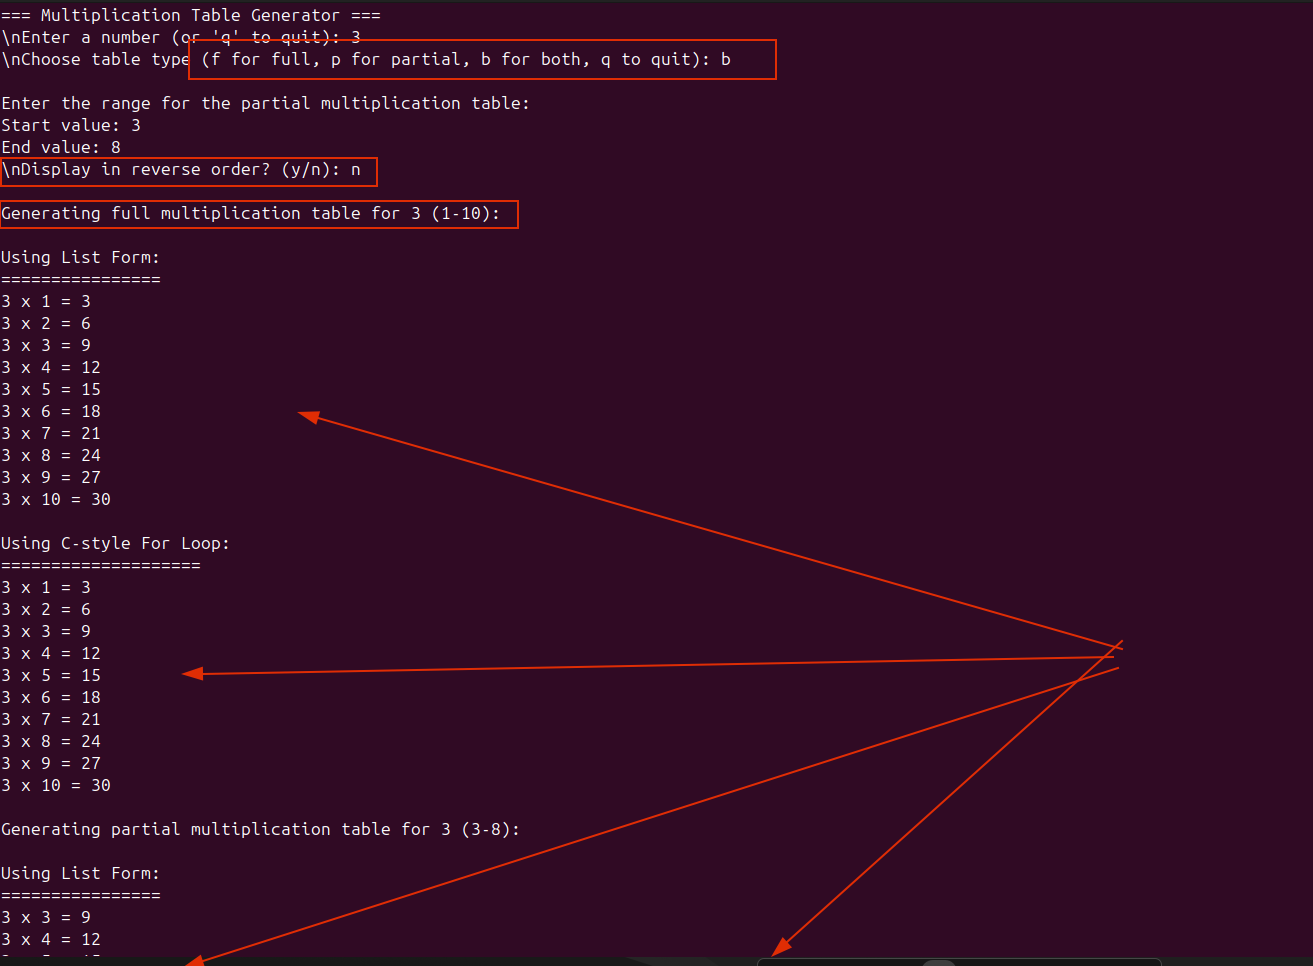 === Multiplication Table Generator ===
\nEnter a number (or 'q' to quit): 3
\nChoose table type (f for full, p for partial, b for both, q to quit): b
Enter the range for the partial multiplication table:
Start value: 3
End value: 8
\nDisplay in reverse order? (y/n): n
Generating full multiplication table for 3 (1-10):
Using List Form:
================
3 x 1 = 3
3 x 2 = 6
3 x 3 = 9
3 x 4 = 12
3 x 5 = 15
3 x 6 = 18
3 x 7 = 21
3 x 8 = 24
3 x 9 = 27
3 x 10 = 30
Using C-style For Loop:
====================
3 x 1 = 3
3 x 2 = 6
3 x 3 = 9
3 x 4 = 12
3 x 5 = 15
3 x 6 = 18
3 x 7 = 21
3 x 8 = 24
3 x 9 = 27
3 x 10 = 30
Generating partial multiplication table for 3 (3-8):
Using List Form:
================
3 x 3 = 9
3 x 4 = 12